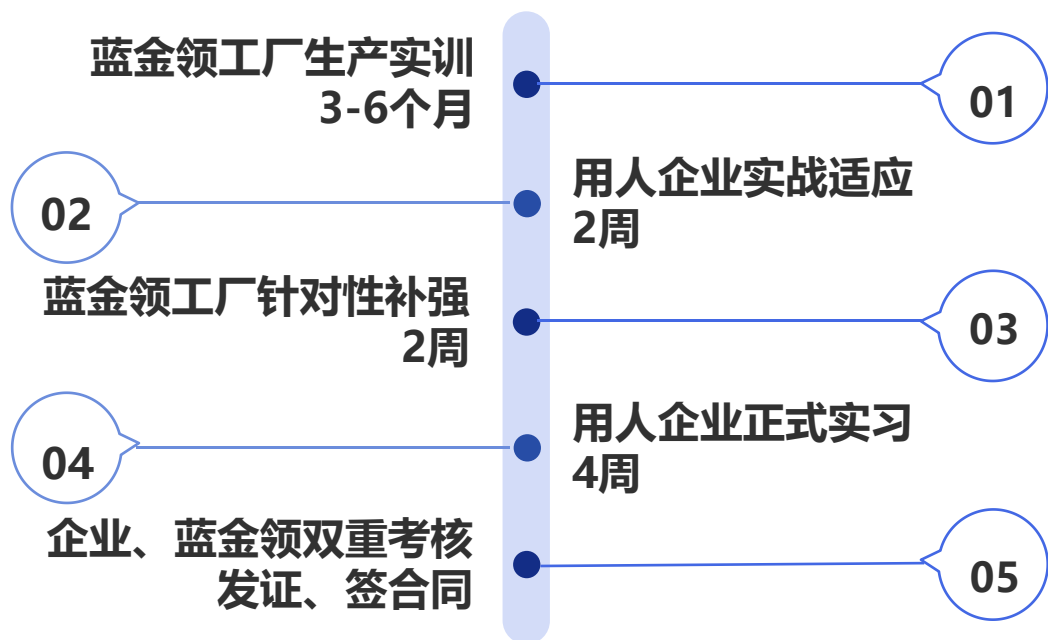 蓝金领工厂生产实训
3-6个月
01
02
用人企业实战适应
2周
蓝金领工厂针对性补强
2周
03
04
用人企业正式实习
4周
企业、蓝金领双重考核
发证、签合同
05